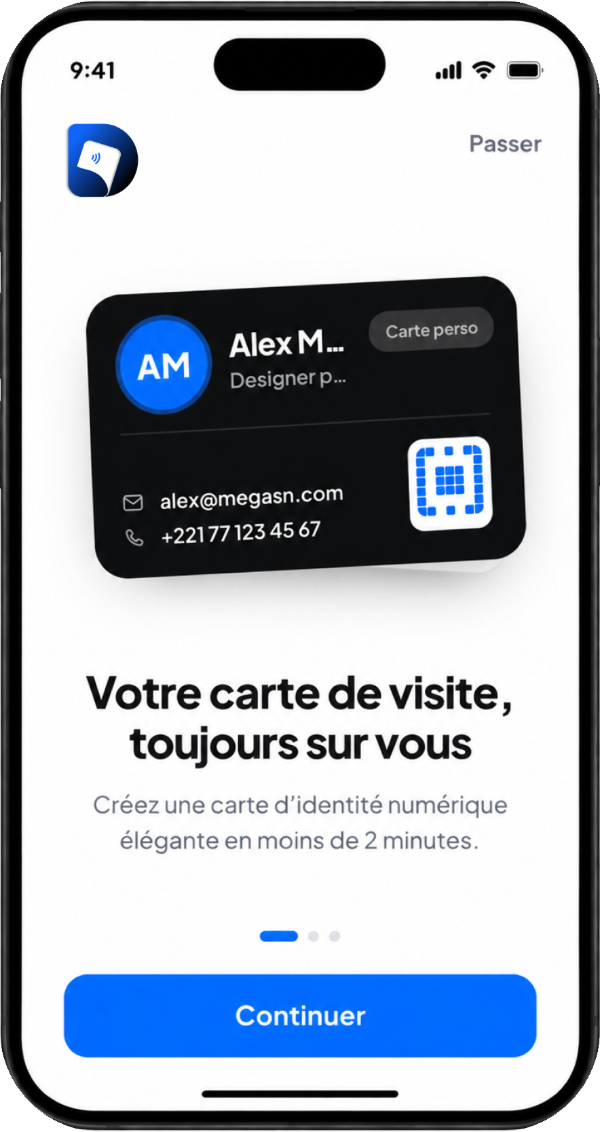 9:41
Passer
AM
Alex M...
Carte perso
Designer p...
alex@megasn.com
+221 77 123 45 67
Votre carte de visite,
toujours sur vous
Créez une carte d’identité numérique
élégante en moins de 2 minutes.
Continuer